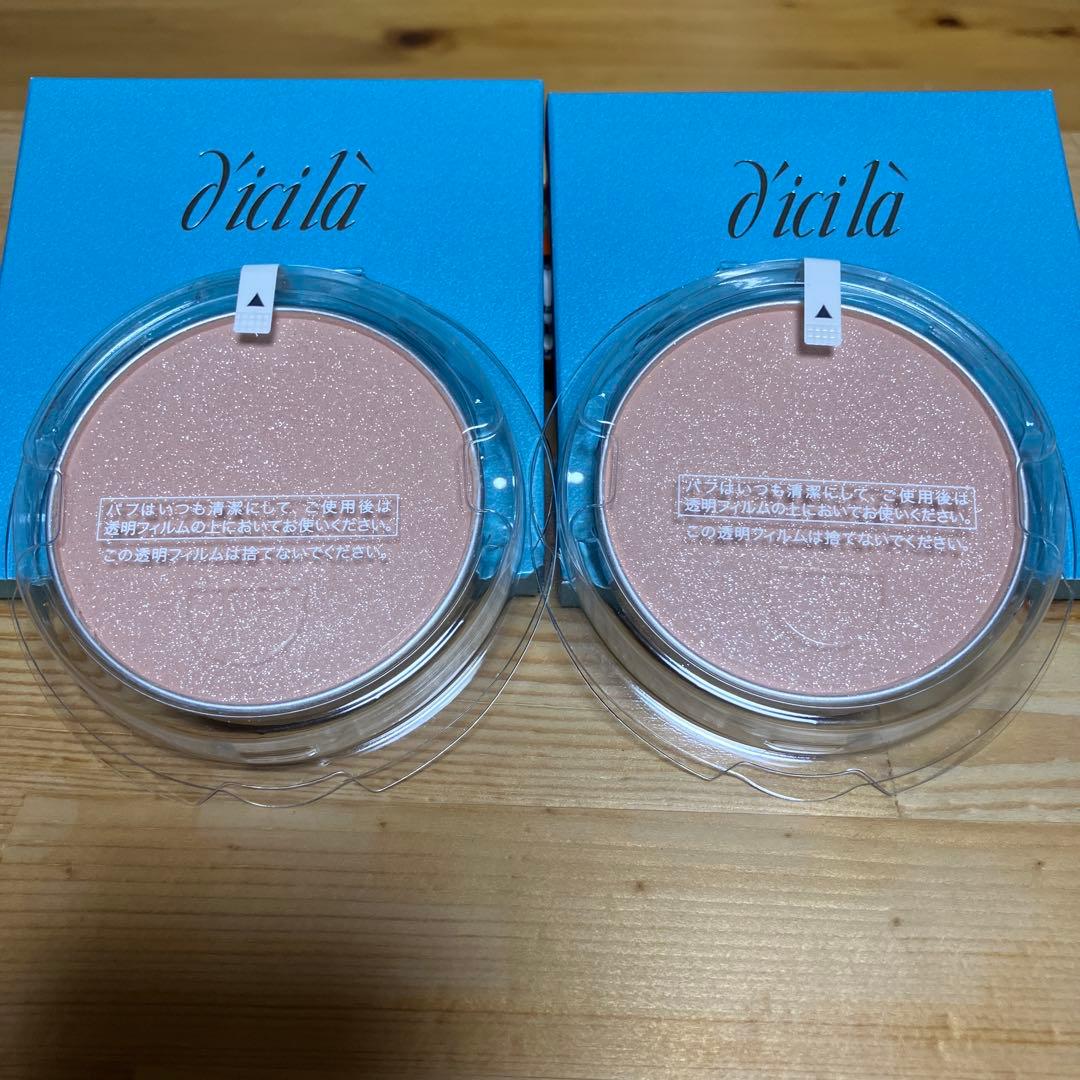 d'icilà
d'icilà
パフはいつも清潔にして、ご使用後は
透明フィルムの上においてお使いください。
この透明フィルムは捨てないでください。
パフはいつも清潔にして、ご使用後は
透明フィルムの上においてお使いください。
この透明フィルムは捨てないでください。